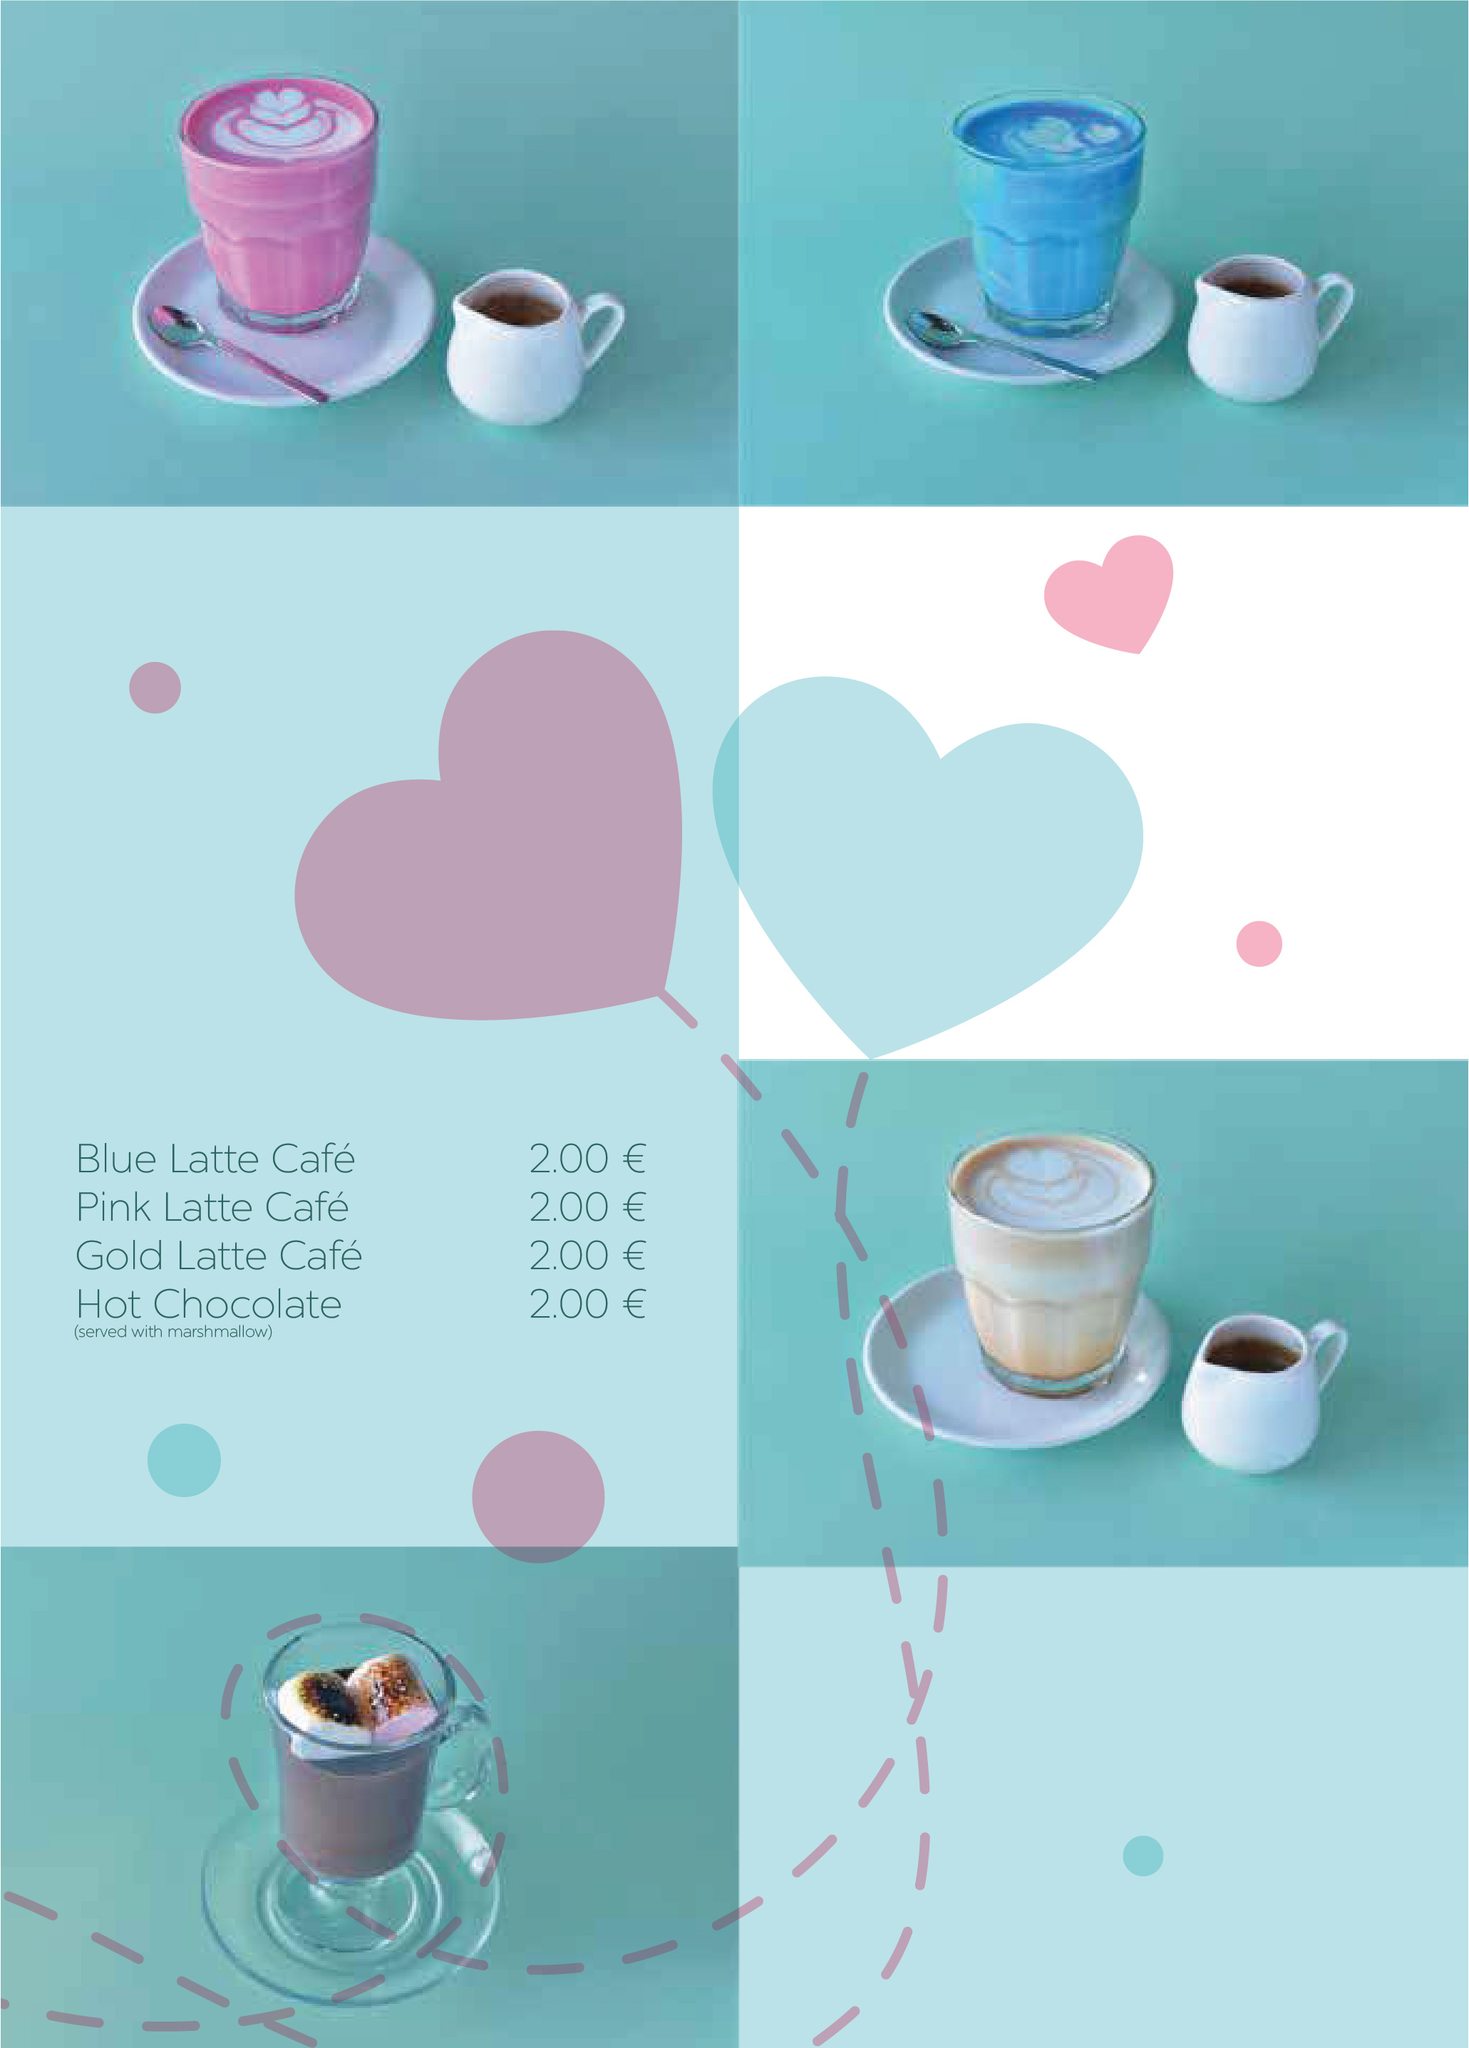 Blue Latte Café 2.00 €
Pink Latte Café 2.00 €
Gold Latte Café 2.00 €
Hot Chocolate 2.00 €
(served with marshmallow)